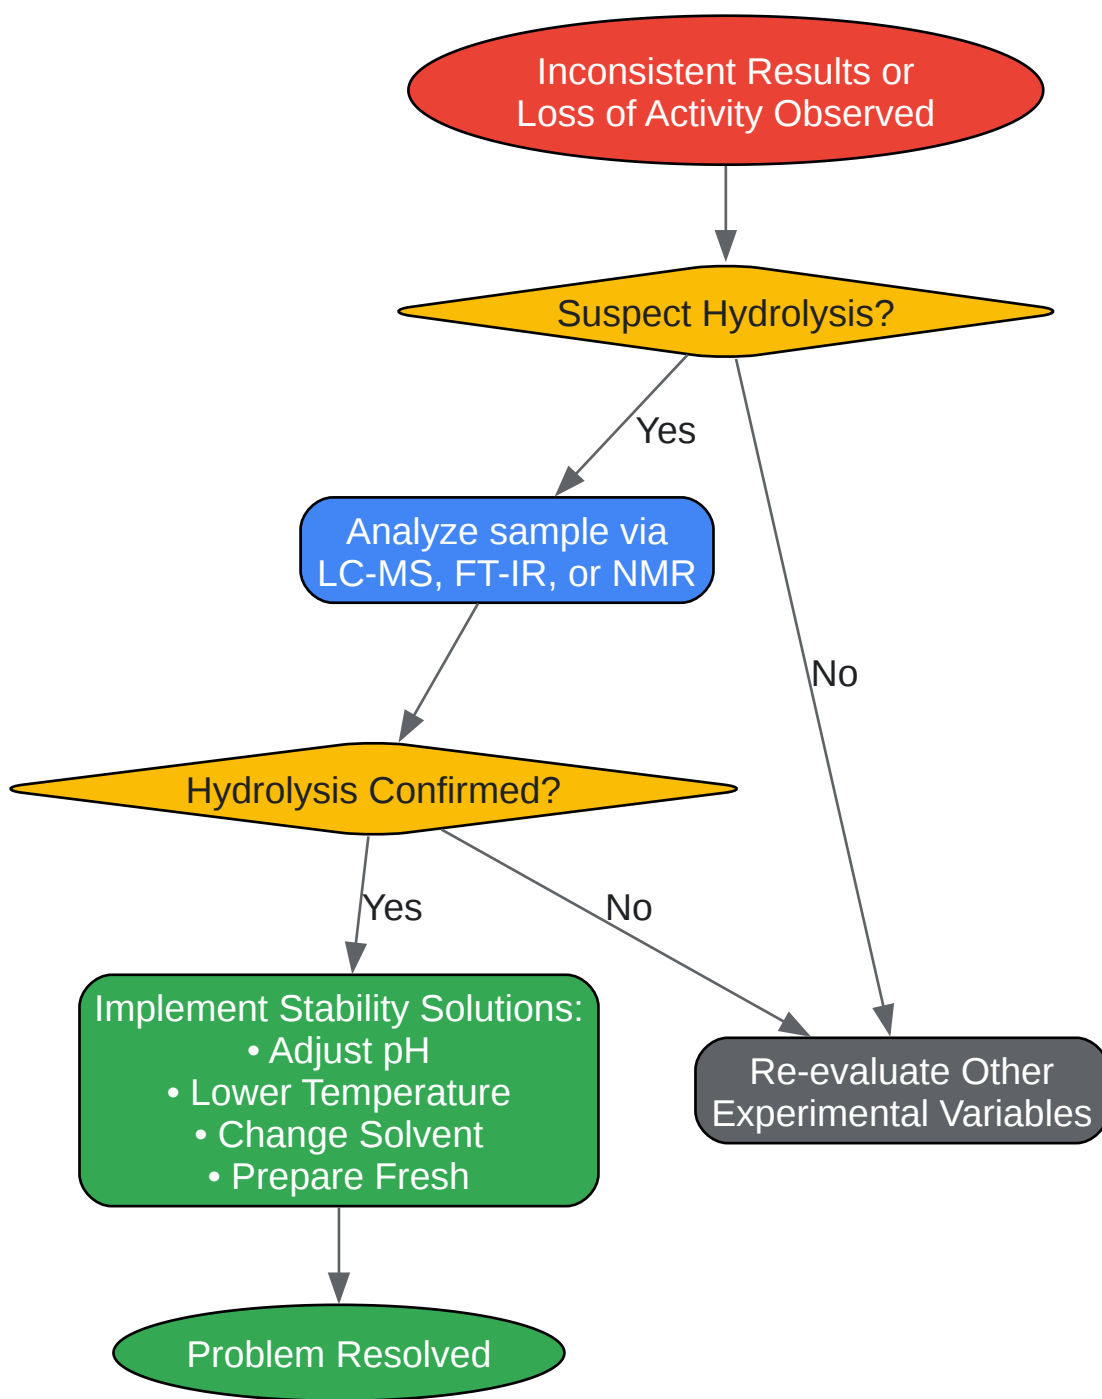 Inconsistent Results or
Loss of Activity Observed
Suspect Hydrolysis?
Yes
Analyze sample via
LC-MS, FT-IR, or NMR
No
Hydrolysis Confirmed?
Yes
No
Implement Stability Solutions:
• Adjust pH
• Lower Temperature
• Change Solvent
• Prepare Fresh
Re-evaluate Other
Experimental Variables
Problem Resolved